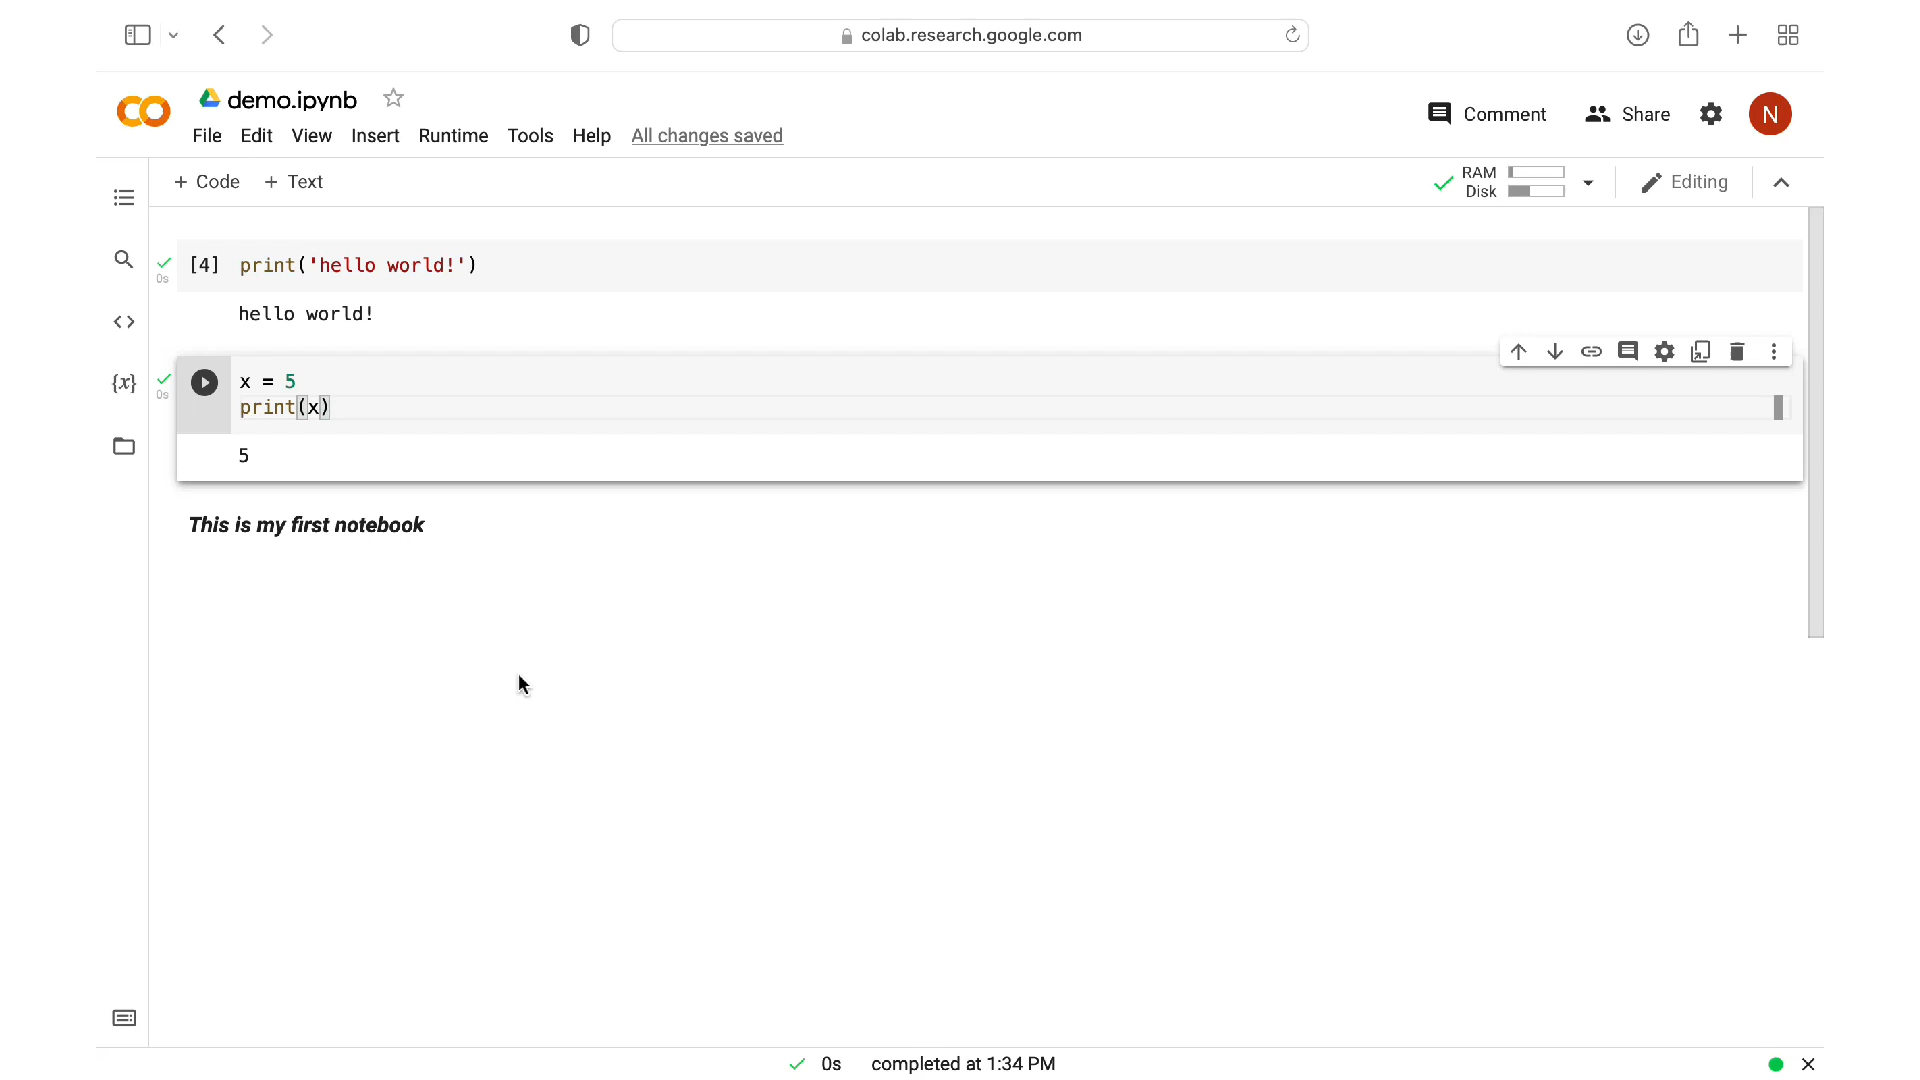 colab.research.google.com
demo.ipynb
File Edit View Insert Runtime Tools Help All changes saved
Comment Share N
+ Code + Text
RAM
Disk
Editing
[4] print('hello world!')
0s
hello world!
x = 5
0s
print(x)
5
This is my first notebook
0s completed at 1:34 PM